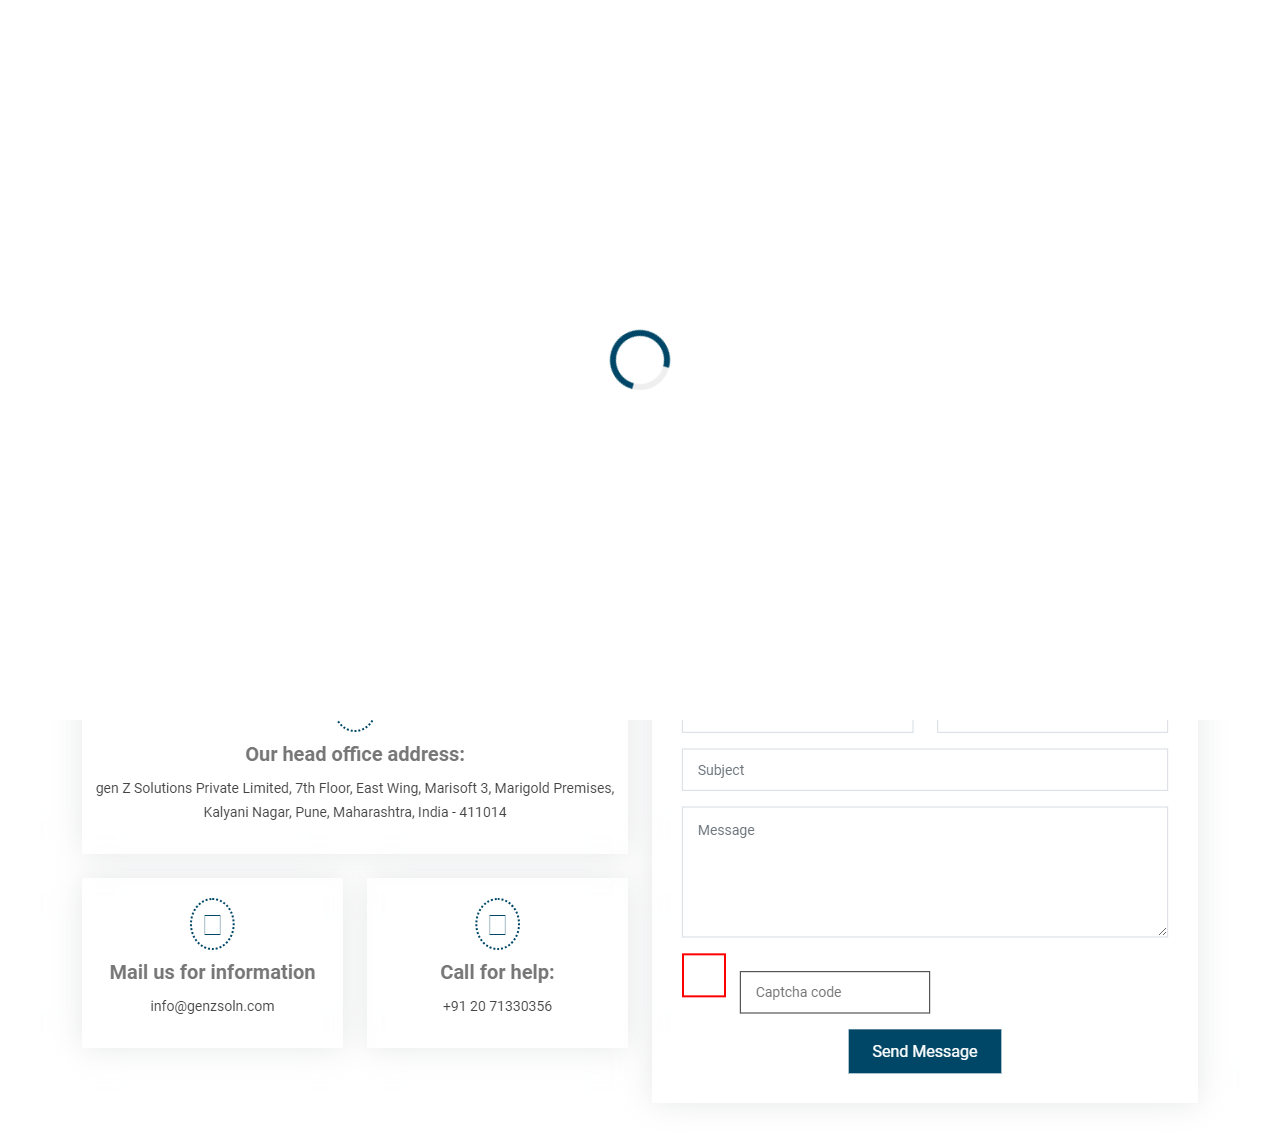 Our head office address:
gen Z Solutions Private Limited, 7th Floor, East Wing, Marisoft 3, Marigold Premises,
Kalyani Nagar, Pune, Maharashtra, India - 411014
Mail us for information
info@genzsoln.com
Call for help:
+91 20 71330356
Subject
Message
Captcha code
Send Message